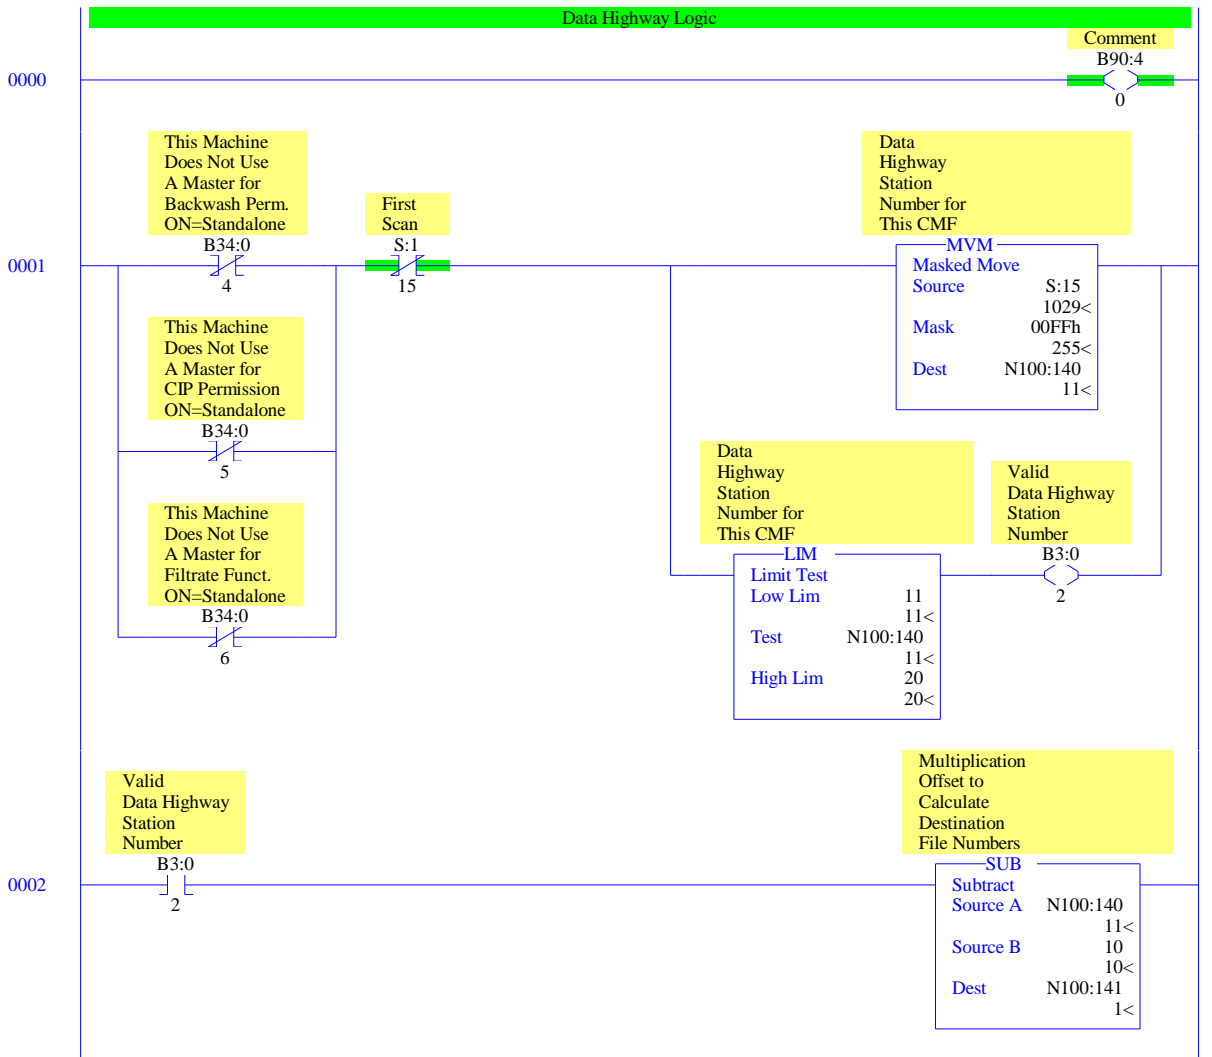 Data Highway Logic
Comment
B90:4
0000
0
This Machine
Does Not Use
A Master for
Backwash Perm.
ON=Standalone
B34:0
4
First
Scan
S:1
15
Data
Highway
Station
Number for
This CMF
0001
MVM
Masked Move
Source S:15
1029<
Mask 00FFh
255<
Dest N100:140
11<
This Machine
Does Not Use
A Master for
CIP Permission
ON=Standalone
B34:0
5
Data
Highway
Station
Number for
This CMF
LIM
Limit Test
Low Lim 11
11<
Test N100:140
11<
High Lim 20
20<
Valid
Data Highway
Station
Number
B3:0
2
This Machine
Does Not Use
A Master for
Filtrate Funct.
ON=Standalone
B34:0
6
Valid
Data Highway
Station
Number
B3:0
2
0002
Multiplication
Offset to
Calculate
Destination
File Numbers
SUB
Subtract
Source A N100:140
11<
Source B 10
10<
Dest N100:141
1<